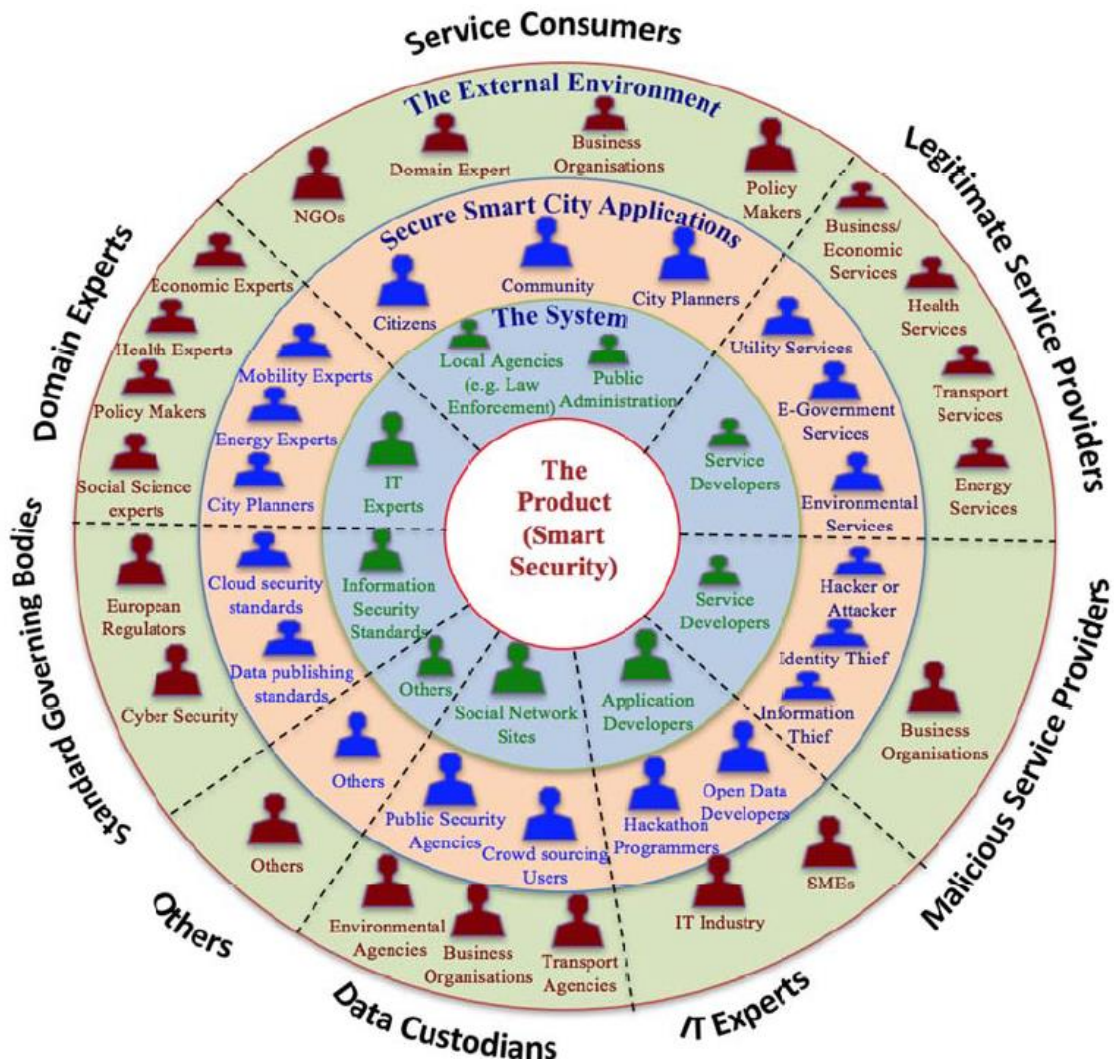 Service Consumers
The External Environment
NGOs
Domain Expert
Business
Organisations
Policy
Makers
Secure Smart City Applications
Citizens
Community
City Planners
The System
Local Agencies
(e.g. Law
Enforcement)
Public
Administration
Legitimate Service Providers
Business/
Economic
Services
Health
Services
Transport
Services
Energy
Services
Utility Services
E-Government
Services
Environmental
Services
Service
Developers
Malicious Service Providers
Business
Organisations
Hacker or
Attacker
Identity Thief
Information
Thief
Service
Developers
IT Experts
SMEs
IT Industry
Open Data
Developers
Hackathon
Programmers
Application
Developers
Data Custodians
Environmental
Agencies
Business
Organisations
Transport
Agencies
Public Security
Agencies
Crowd sourcing
Users
Social Network
Sites
Others
Others
Others
Others
Standard Governing Bodies
European
Regulators
Cyber Security
Cloud security
standards
Data publishing
standards
Information
Security
Standards
Domain Experts
Economic Experts
Health Experts
Policy Makers
Social Science
experts
Mobility Experts
Energy Experts
City Planners
IT
Experts
The
Product
(Smart
Security)